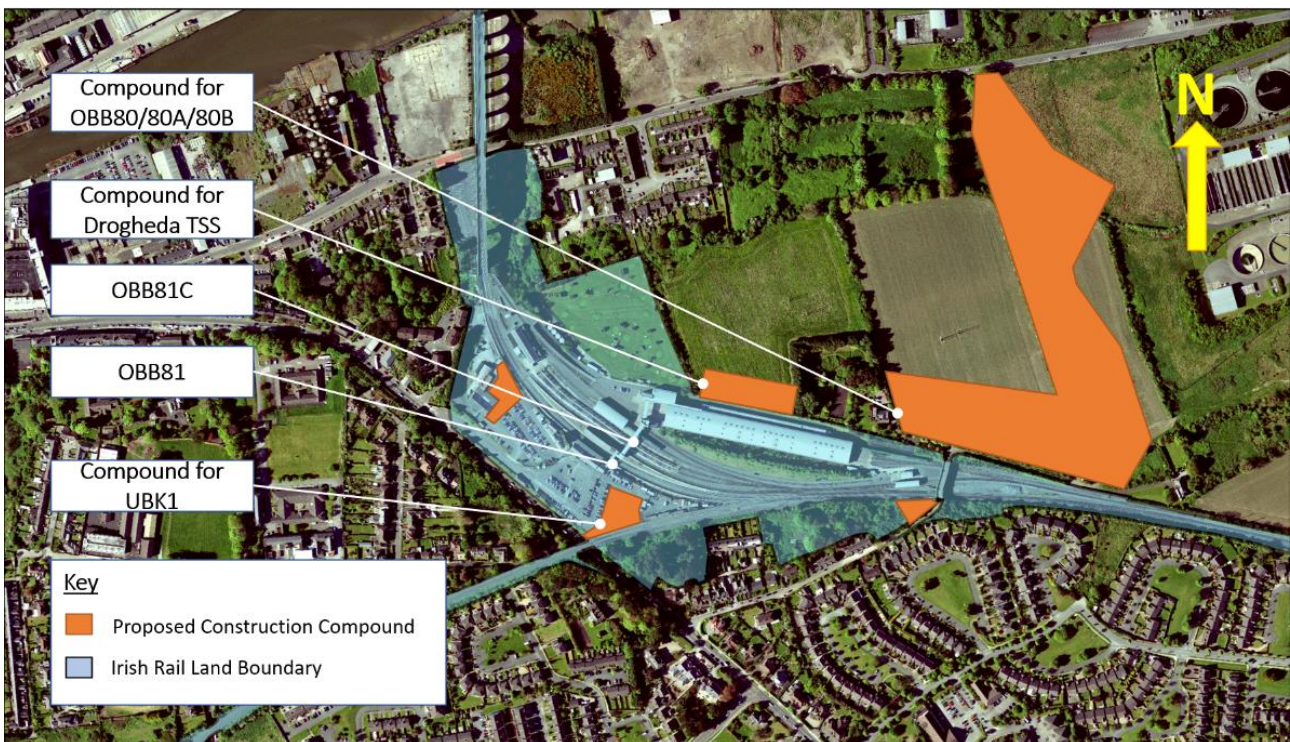 Compound for
OBB80/80A/80B
N
Compound for
Drogheda TSS
OBB81C
OBB81
Compound for
UBK1
Key
Proposed Construction Compound
Irish Rail Land Boundary